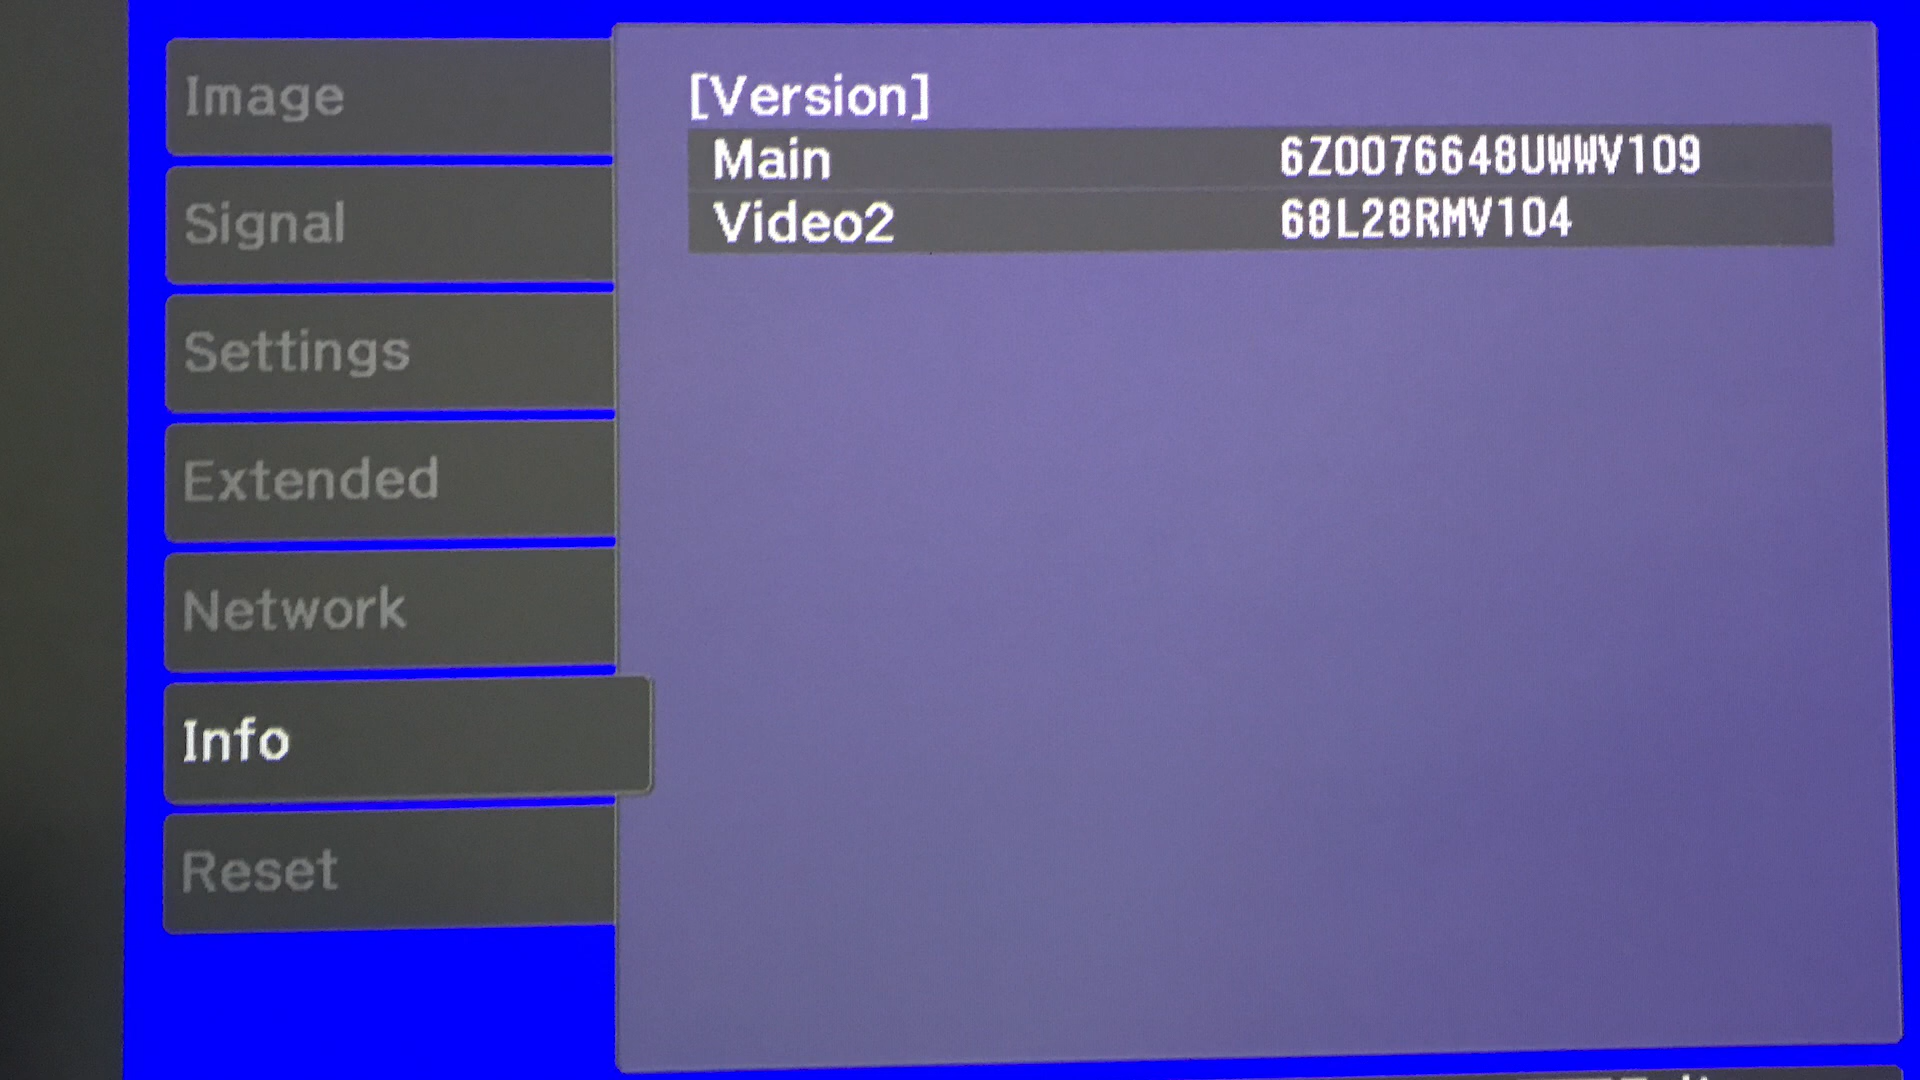 Image
Signal
Settings
Extended
Network
Info
Reset
[Version]
Main 6Z0076648UWWV109
Video2 68L28RMV104